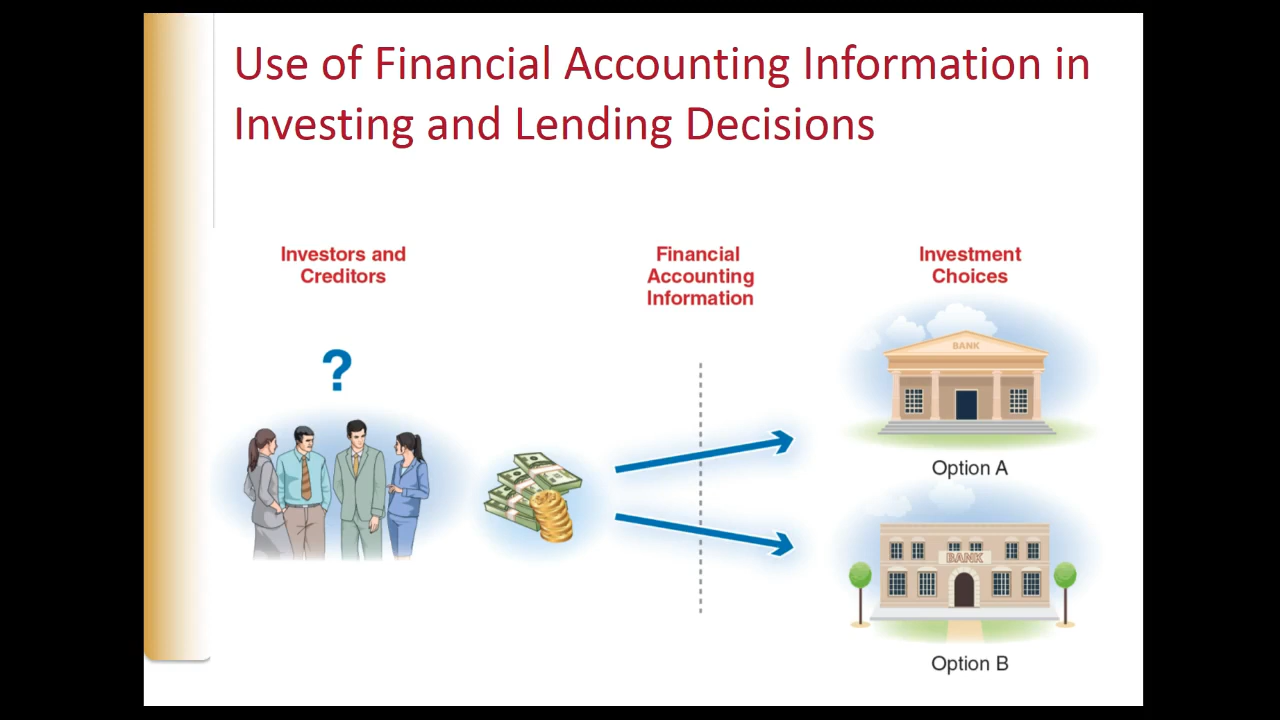 Use of Financial Accounting Information in
Investing and Lending Decisions
Investors and
Creditors
Financial
Accounting
Information
Investment
Choices
?
BANK
Option A
BANK
Option B